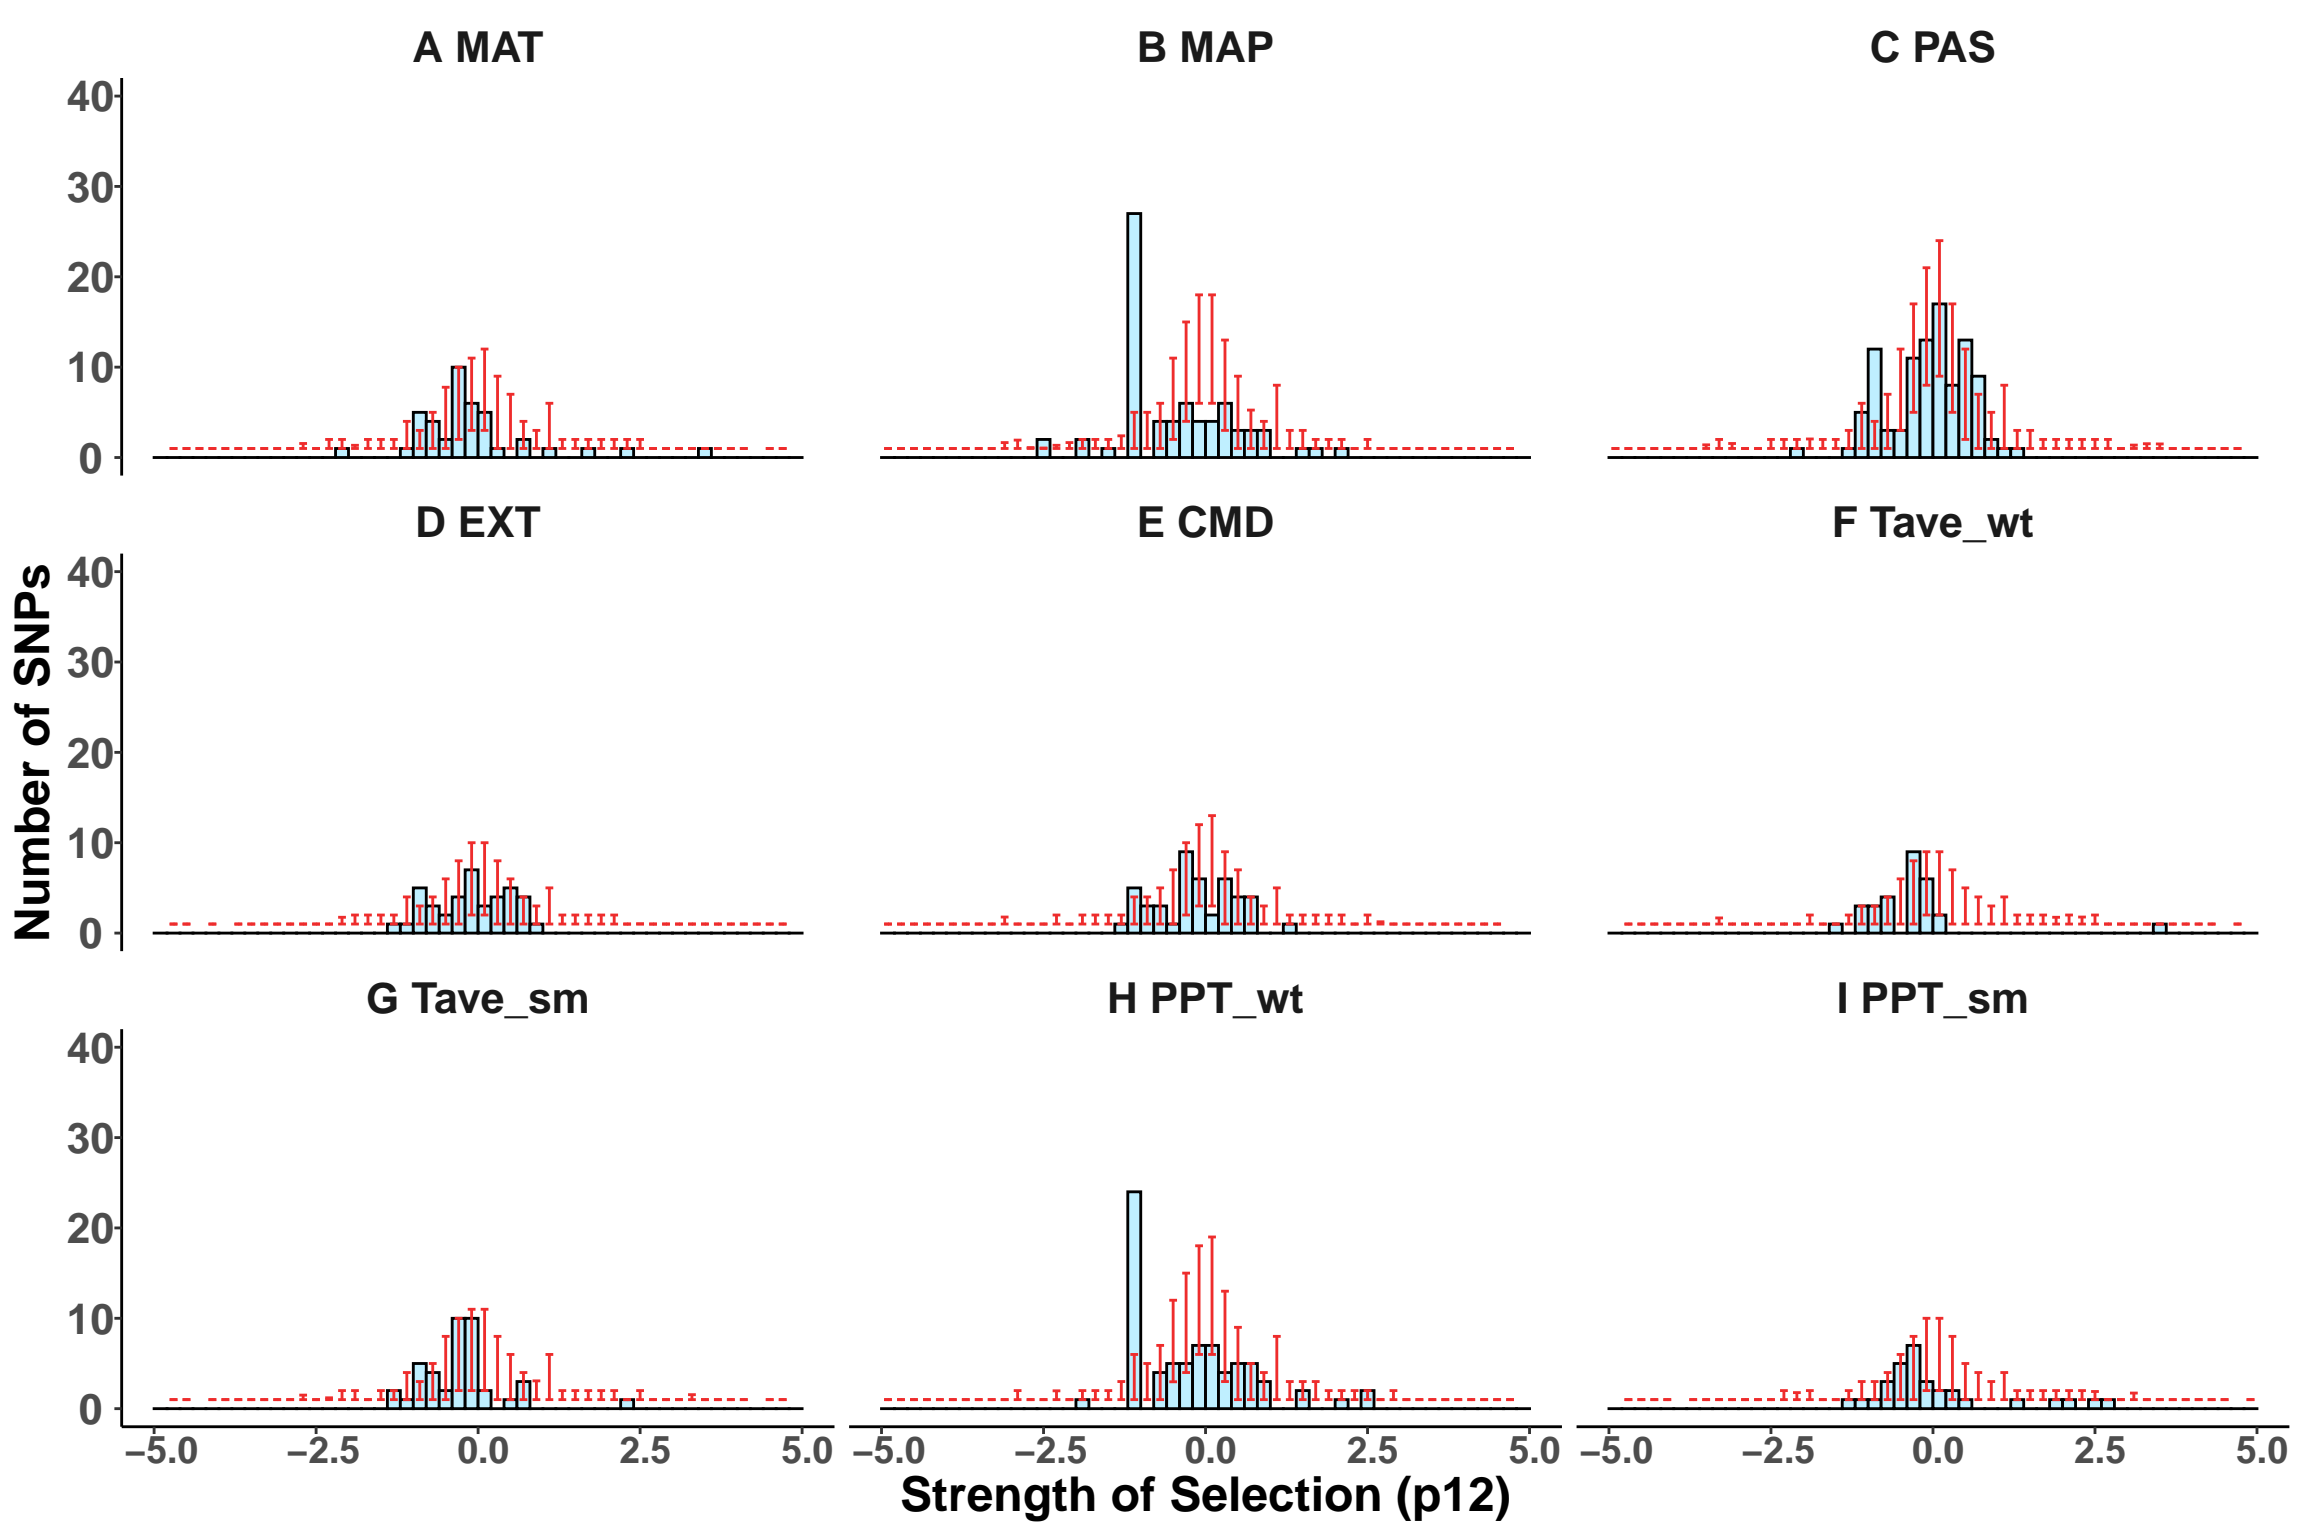 A MAT
B MAP
C PAS
40
30
20
10
0
D EXT
E CMD
F Tave_wt
Number of SNPs
40
30
20
10
0
G Tave_sm
H PPT_wt
I PPT_sm
40
30
20
10
0
−5.0 −2.5 0.0 2.5 5.0 −5.0 −2.5 0.0 2.5 5.0 −5.0 −2.5 0.0 2.5 5.0
Strength of Selection (p12)